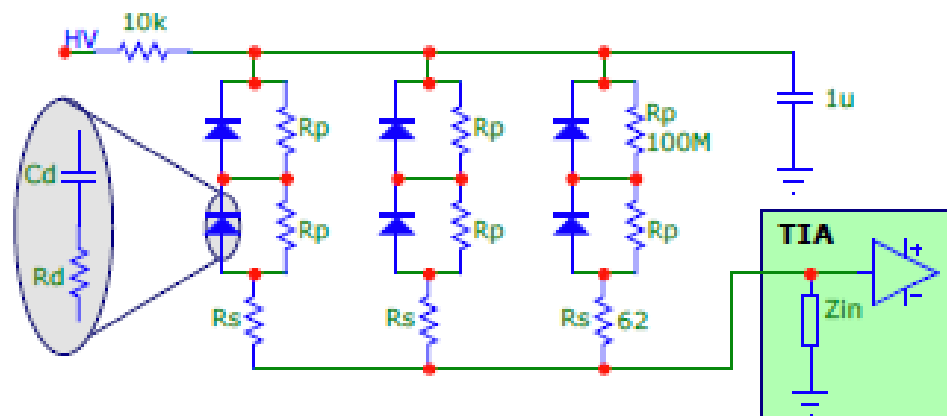 HV
10k
Rp
Rp
Rp
100M
1u
Cd
Rd
Rp
Rp
Rp
Rs
Rs
Rs 62
TIA
+
-
Zin